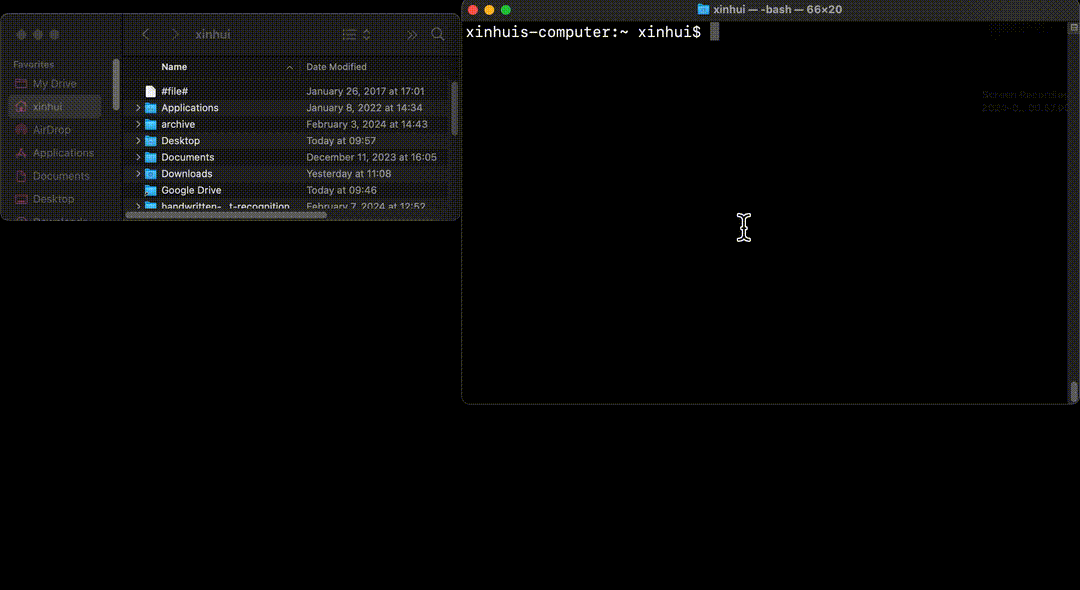 xinhui
Favorites
My Drive
xinhui
AirDrop
Applications
Documents
Desktop
Name Date Modified
#file# January 26, 2017 at 17:01
Applications January 8, 2022 at 14:34
archive February 3, 2024 at 14:43
Desktop Today at 09:57
Documents December 11, 2023 at 16:05
Downloads Yesterday at 11:08
Google Drive Today at 09:46
handwritten-...t-recognition February 7, 2024 at 12:52
xinhui — -bash — 66×20
xinhuis-computer:~ xinhui$
Screen Recording